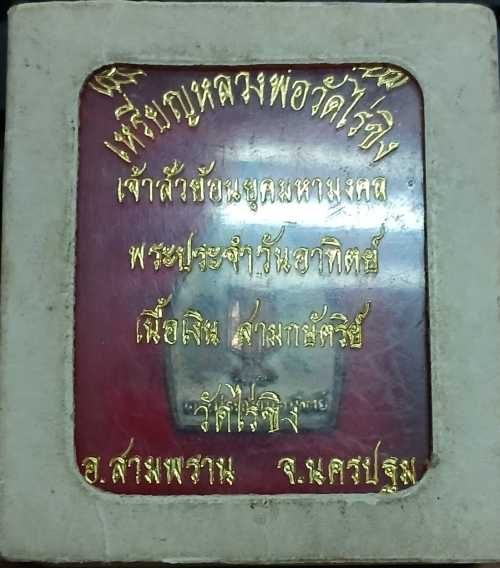 เหรียญหลวงพ่อวัดไร่ขิง
เจ้าสัวย้อนยุคมหามงคล
พระประจำวันอาทิตย์
เนื้อเงิน สามกษัตริย์
วัดไร่ขิง
อ.สามพราน จ.นครปฐม